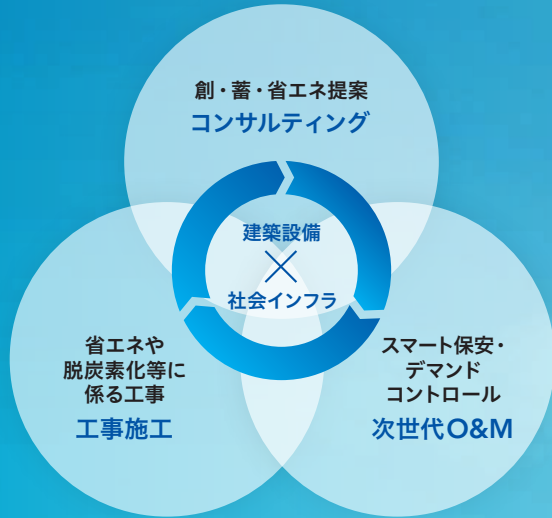 創・蓄・省エネ提案
コンサルティング
建築設備
×
社会インフラ
省エネや
脱炭素化等に
係る工事
工事施工
スマート保安・
デマンド
コントロール
次世代O&M